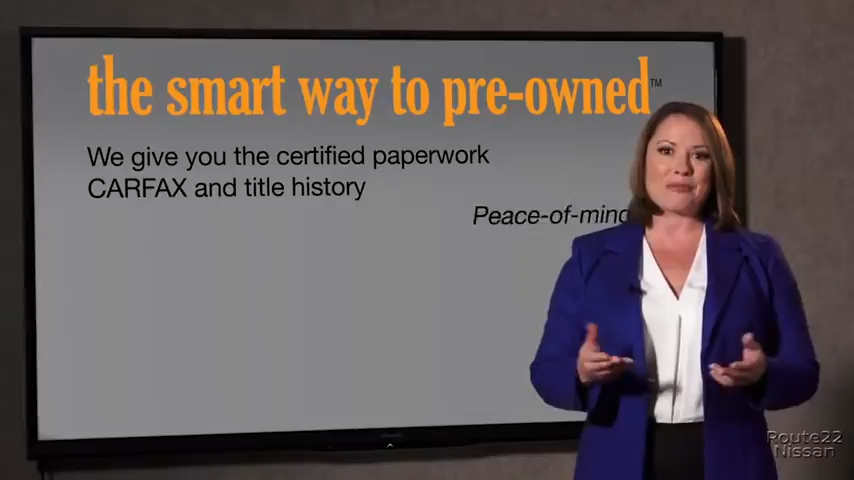 the smart way to pre-owned™
We give you the certified paperwork
CARFAX and title history
Peace-of-mind
Route22
Nissan